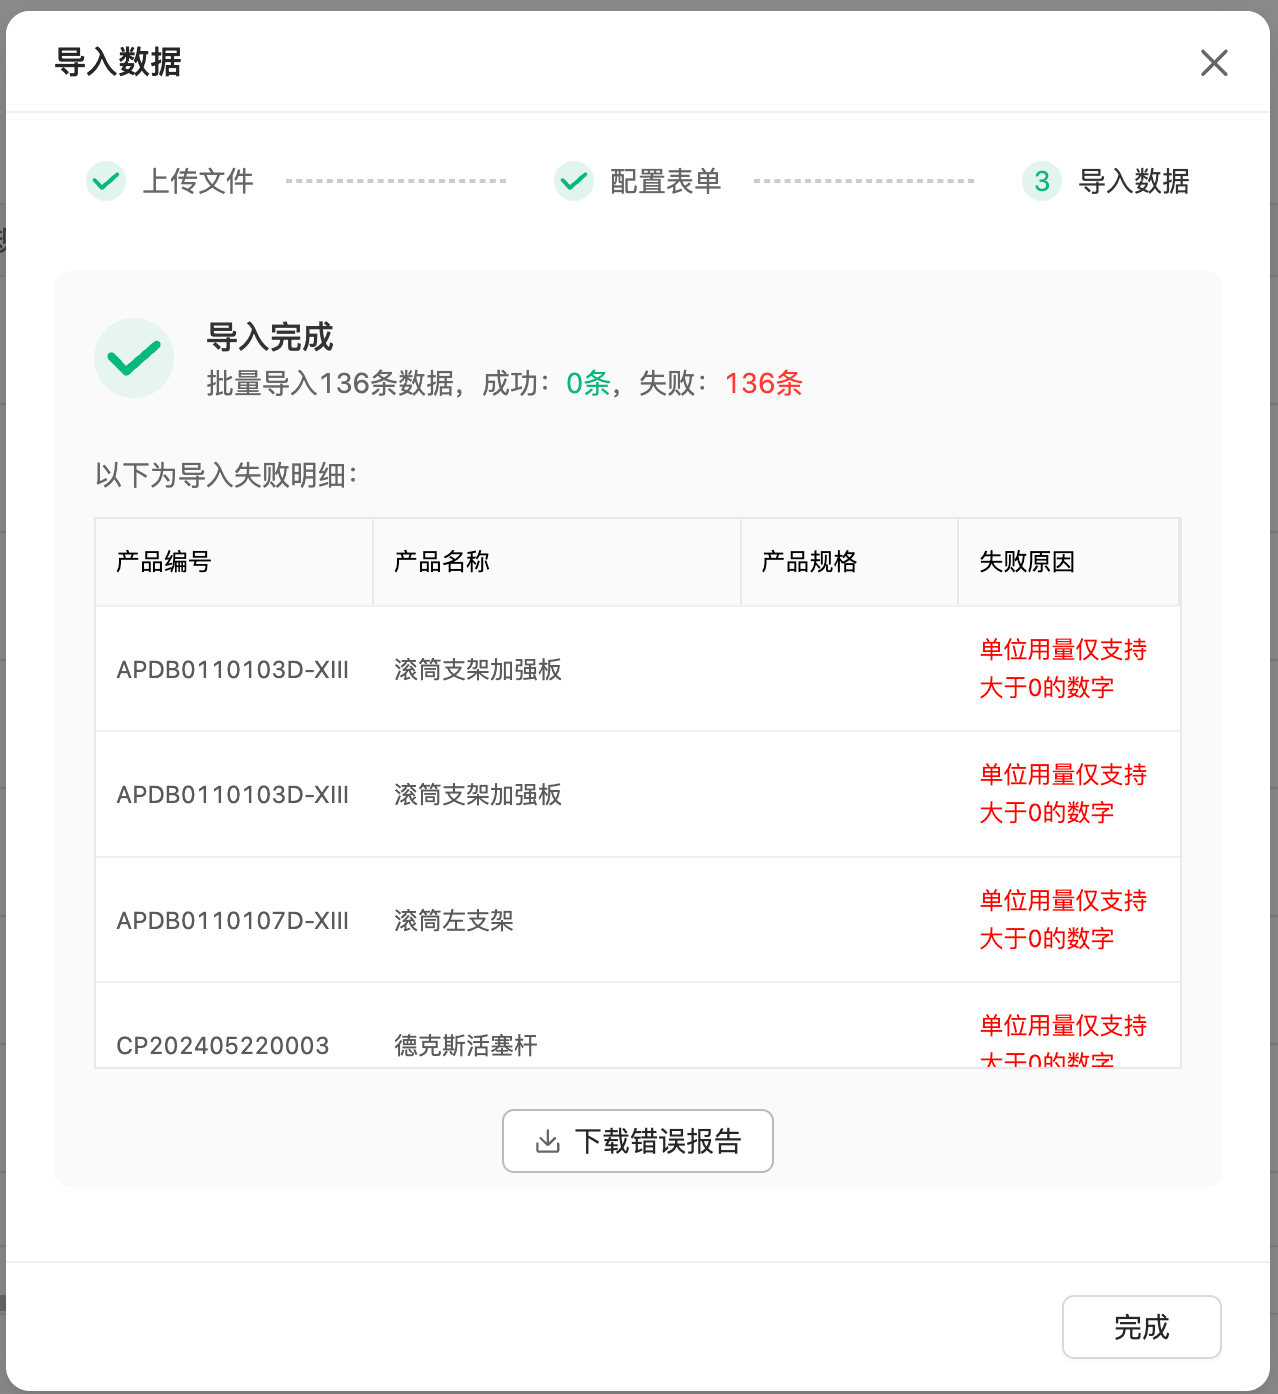 导入数据
上传文件
配置表单
3 导入数据
导入完成
批量导入136条数据，成功：0条，失败：136条
以下为导入失败明细：
产品编号 产品名称 产品规格 失败原因
APDB0110103D-XIII 滚筒支架加强板 单位用量仅支持
大于0的数字
APDB0110103D-XIII 滚筒支架加强板 单位用量仅支持
大于0的数字
APDB0110107D-XIII 滚筒左支架 单位用量仅支持
大于0的数字
CP202405220003 德克斯活塞杆 单位用量仅支持
大于0的数字
下载错误报告
完成